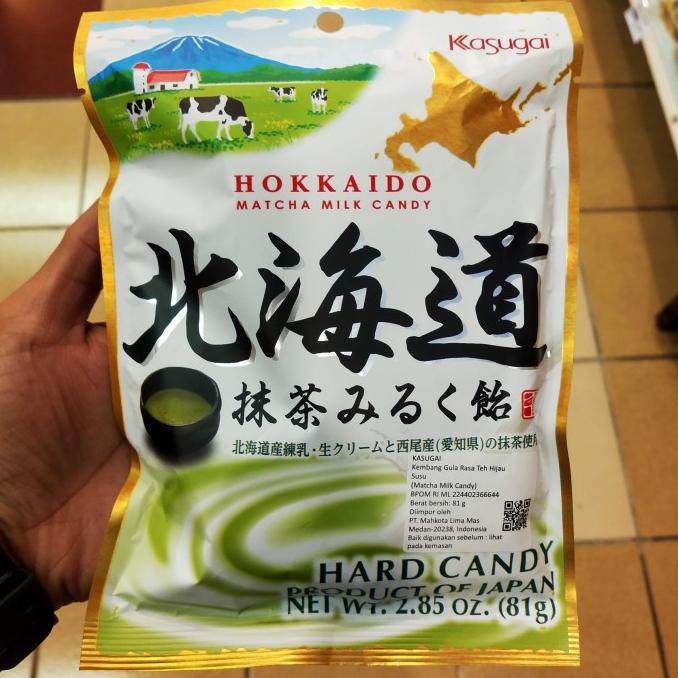 Kasugai
HOKKAIDO
MATCHA MILK CANDY
北海道
抹茶みるく飴
北海道産練乳・生クリームと西尾産(愛知県)の抹茶使用
KASUGAI
Kembang Gula Rasa Teh Hijau
Susu
(Matcha Milk Candy)
BPOM RI ML 224402366644
Berat bersih: 81 g
Diimpor oleh
PT. Mahkota Lima Mas
Medan-20238, Indonesia
Baik digunakan sebelum : lihat
pada kemasan
HARD CANDY
PRODUCT OF JAPAN
NET WT. 2.85 OZ. (81g)